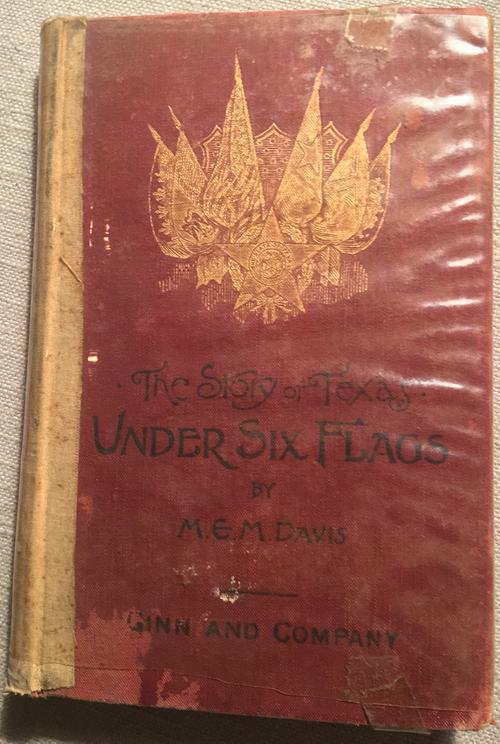 The Story of Texas
UNDER SIX FLAGS
BY
M.E.M. DAVIS
GINN AND COMPANY